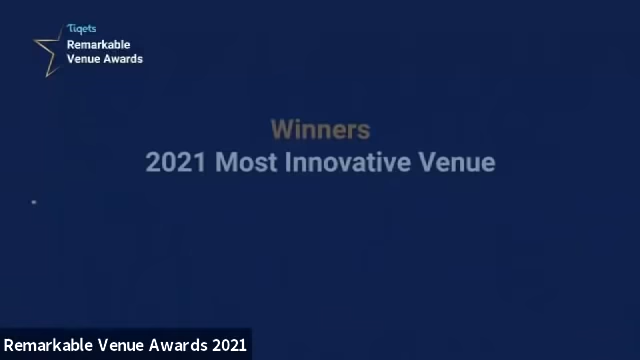 Tiqets
Remarkable
Venue Awards
Winners
2021 Most Innovative Venue
Remarkable Venue Awards 2021